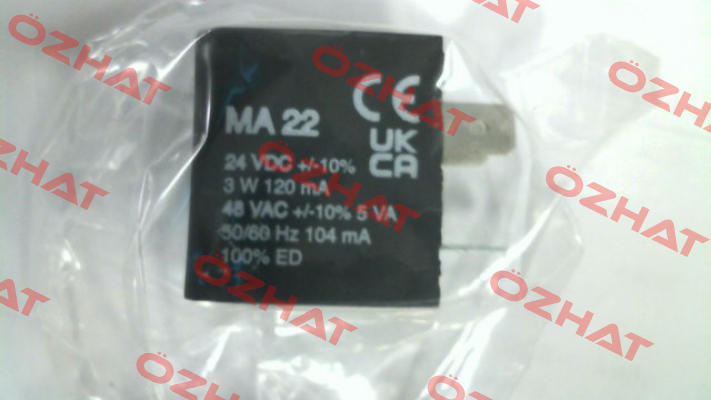 MA 22
CE
UK
CA
24 VDC +/-10%
3 W 120 mA
48 VAC +/-10% 5 VA
50/60 Hz 104 mA
100% ED
ÖZHAT
ÖZHAT
ÖZHAT
ÖZHAT
ÖZHAT
ÖZHAT
ÖZHAT
ÖZHAT
ÖZHAT
ÖZHAT
ÖZHAT